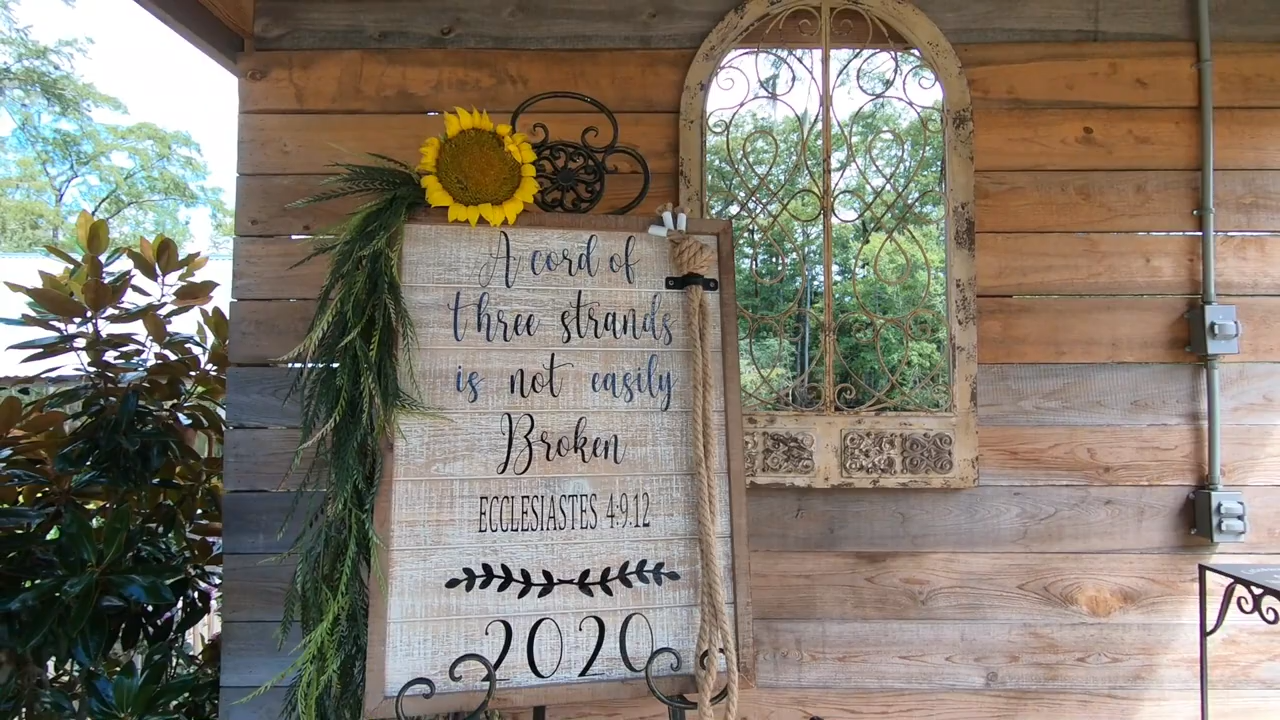 A cord of
three strands
is not easily
Broken
ECCLESIASTES 4:9.12
2020